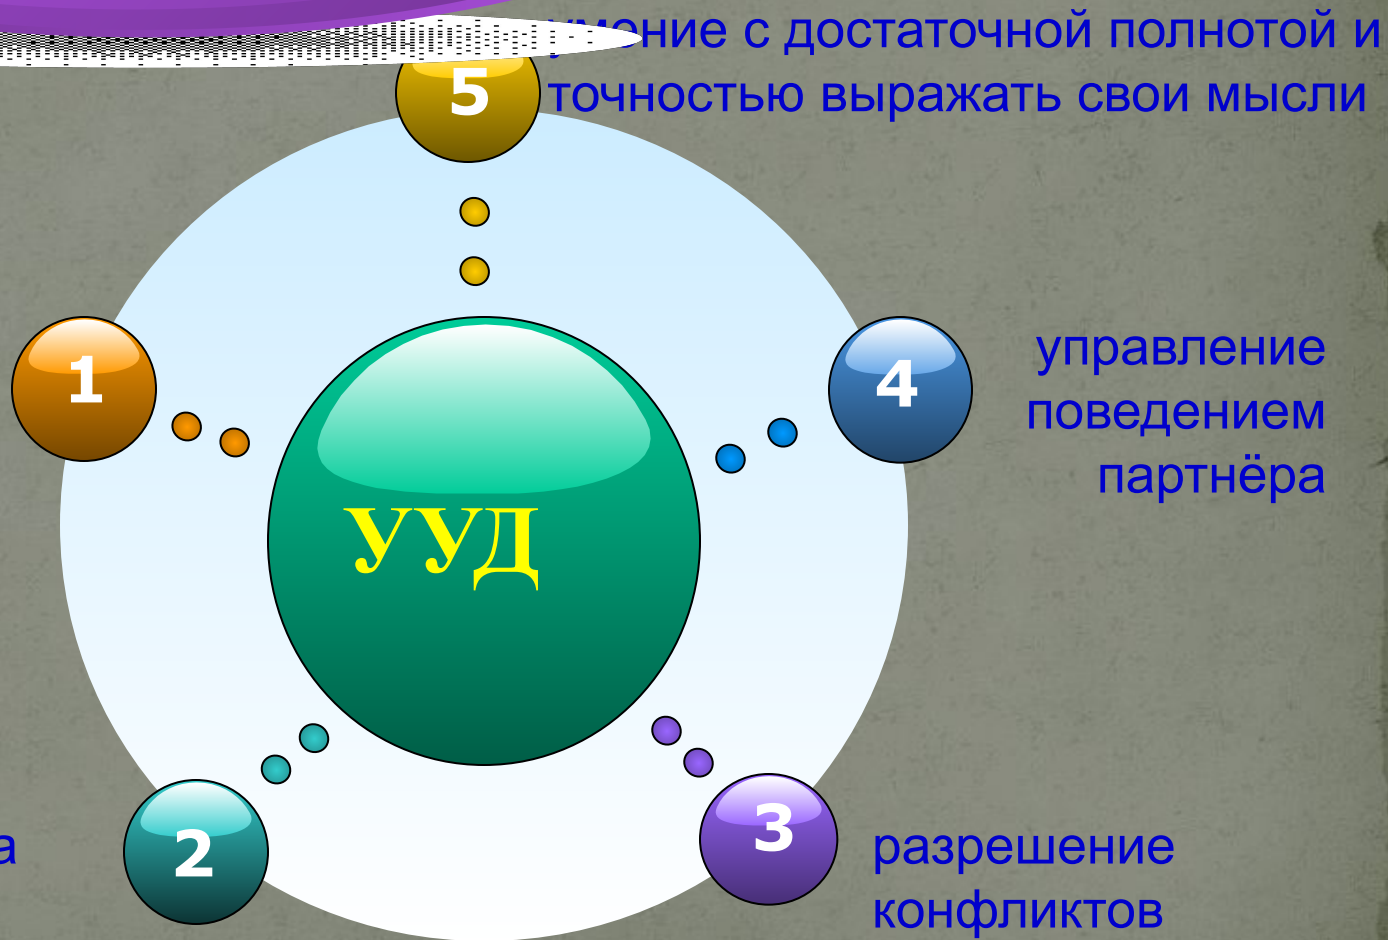 умение с достаточной полнотой и
точностью выражать свои мысли
5
1
4
управление
поведением
партнёра
УУД
2
3
а
разрешение
конфликтов